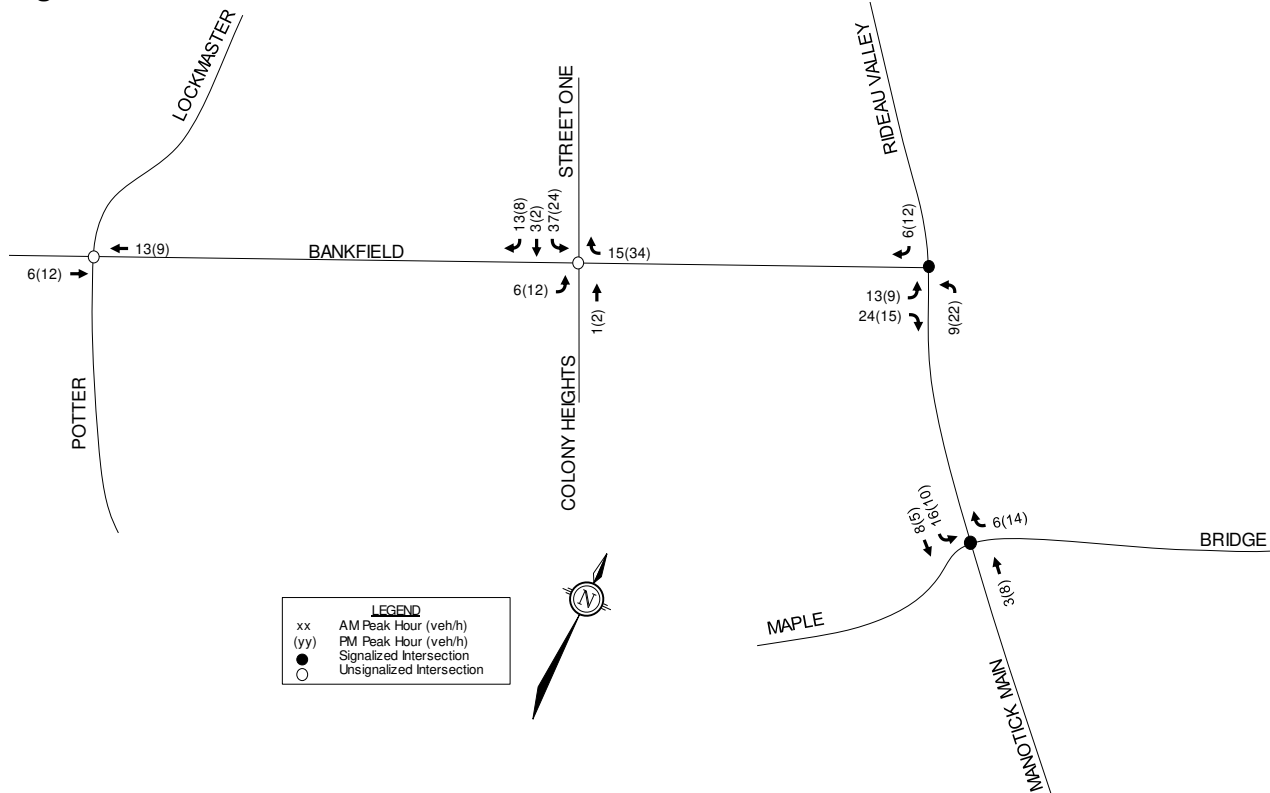 LOCKMASTER
STREET ONE
RIDEAU VALLEY
13(8)
3(2)
37(24)
6(12)
13(9)
BANKFIELD
15(34)
6(12)
6(12)
1(2)
13(9)
24(15)
9(22)
POTTER
COLONY HEIGHTS
8(5)
16(10)
6(14)
BRIDGE
3(8)
MAPLE
N
LEGEND
xx AM Peak Hour (veh/h)
(yy) PM Peak Hour (veh/h)
Signalized Intersection
Unsignalized Intersection
MANOTICK MAIN